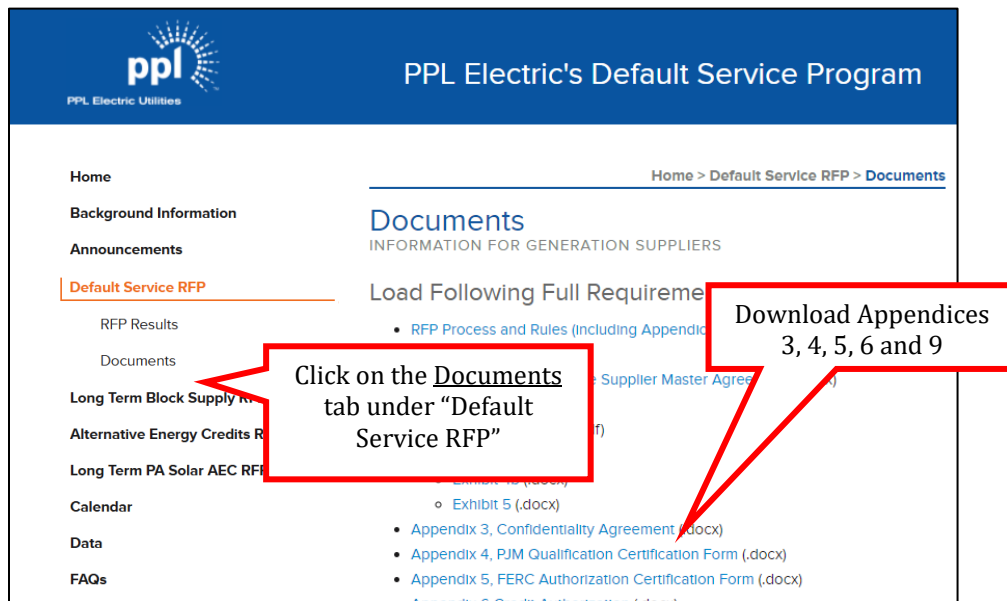 ppl
PPL Electric Utilities
PPL Electric's Default Service Program
Home
Background Information
Announcements
Default Service RFP
RFP Results
Documents
Long Term Block Supply
Alternative Energy Credits
Long Term PA Solar AEC RFP
Calendar
Data
FAQs
Home > Default Service RFP > Documents
Documents
INFORMATION FOR GENERATION SUPPLIERS
Load Following Full
RFP Process and Rules (Including
Supplier Master
Exhibit 5 (.docx)
Appendix 3, Confidentiality Agreement (.docx)
Appendix 4, PJM Qualification Certification Form (.docx)
Appendix 5, FERC Authorization Certification Form (.docx)
Click on the Documents
tab under “Default
Service RFP”
Download Appendices
3, 4, 5, 6 and 9